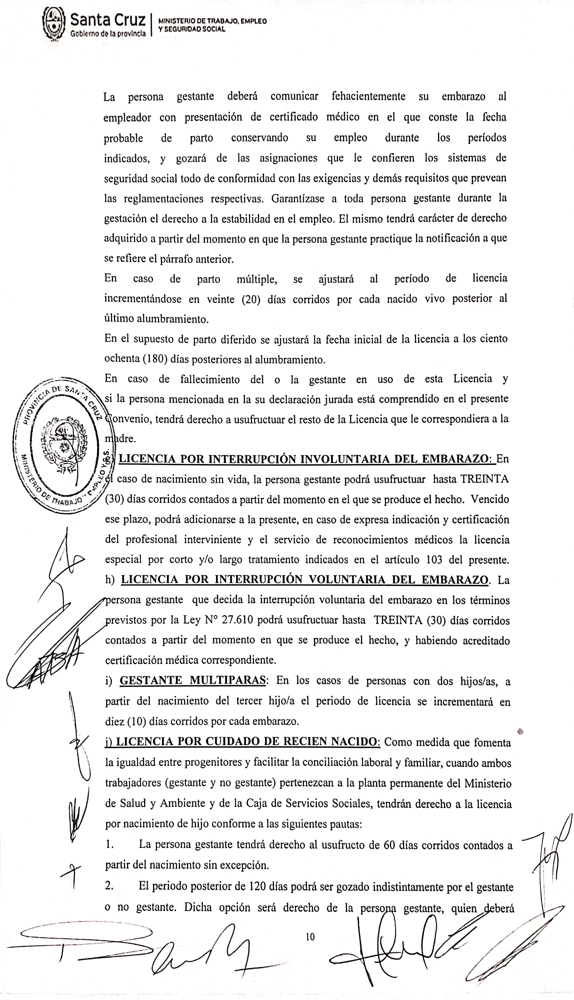 Santa Cruz
Gobierno de la provincia
MINISTERIO DE TRABAJO, EMPLEO
Y SEGURIDAD SOCIAL
La persona gestante deberá comunicar fehacientemente su embarazo al
empleador con presentación de certificado médico en el que conste la fecha
probable de parto conservando su empleo durante los períodos
indicados, y gozará de las asignaciones que le confieren los sistemas de
seguridad social todo de conformidad con las exigencias y demás requisitos que prevean
las reglamentaciones respectivas. Garantízase a toda persona gestante durante la
gestación el derecho a la estabilidad en el empleo. El mismo tendrá carácter de derecho
adquirido a partir del momento en que la persona gestante practique la notificación a que
se refiere el párrafo anterior.
En caso de parto múltiple, se ajustará al período de licencia
incrementándose en veinte (20) días corridos por cada nacido vivo posterior al
último alumbramiento.
En el supuesto de parto diferido se ajustará la fecha inicial de la licencia a los ciento
ochenta (180) días posteriores al alumbramiento.
En caso de fallecimiento del o la gestante en uso de esta Licencia y
si la persona mencionada en la su declaración jurada está comprendido en el presente
Convenio, tendrá derecho a usufructuar el resto de la Licencia que le correspondiera a la
madre.
g) LICENCIA POR INTERRUPCIÓN INVOLUNTARIA DEL EMBARAZO: En
el caso de nacimiento sin vida, la persona gestante podrá usufructuar hasta TREINTA
(30) días corridos contados a partir del momento en el que se produce el hecho. Vencido
ese plazo, podrá adicionarse a la presente, en caso de expresa indicación y certificación
del profesional interviniente y el servicio de reconocimientos médicos la licencia
especial por corto y/o largo tratamiento indicados en el artículo 103 del presente.
h) LICENCIA POR INTERRUPCIÓN VOLUNTARIA DEL EMBARAZO. La
persona gestante que decida la interrupción voluntaria del embarazo en los términos
previstos por la Ley Nº 27.610 podrá usufructuar hasta TREINTA (30) días corridos
contados a partir del momento en que se produce el hecho, y habiendo acreditado
certificación médica correspondiente.
i) GESTANTE MULTIPARAS: En los casos de personas con dos hijos/as, a
partir del nacimiento del tercer hijo/a el periodo de licencia se incrementará en
diez (10) días corridos por cada embarazo.
j) LICENCIA POR CUIDADO DE RECIEN NACIDO: Como medida que fomenta
la igualdad entre progenitores y facilitar la conciliación laboral y familiar, cuando ambos
trabajadores (gestante y no gestante) pertenezcan a la planta permanente del Ministerio
de Salud y Ambiente y de la Caja de Servicios Sociales, tendrán derecho a la licencia
por nacimiento de hijo conforme a las siguientes pautas:
1. La persona gestante tendrá derecho al usufructo de 60 días corridos contados a
partir del nacimiento sin excepción.
2. El periodo posterior de 120 días podrá ser gozado indistintamente por el gestante
o no gestante. Dicha opción será derecho de la persona gestante, quien deberá
10
PROVINCIA DE SANTA CRUZ
MINISTERIO DE TRABAJO EMPLEO Y S.S.